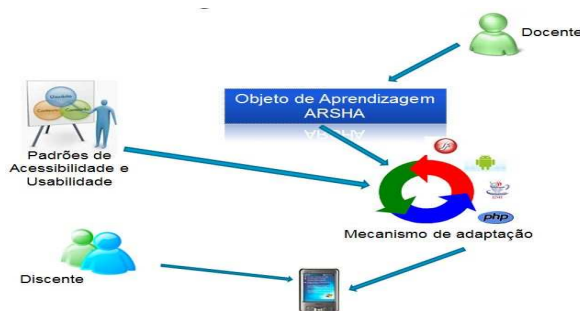 Docente
Objeto de Aprendizagem
ARSHA
Padrões de
Acessibilidade e
Usabilidade
php
Mecanismo de adaptação
Discente